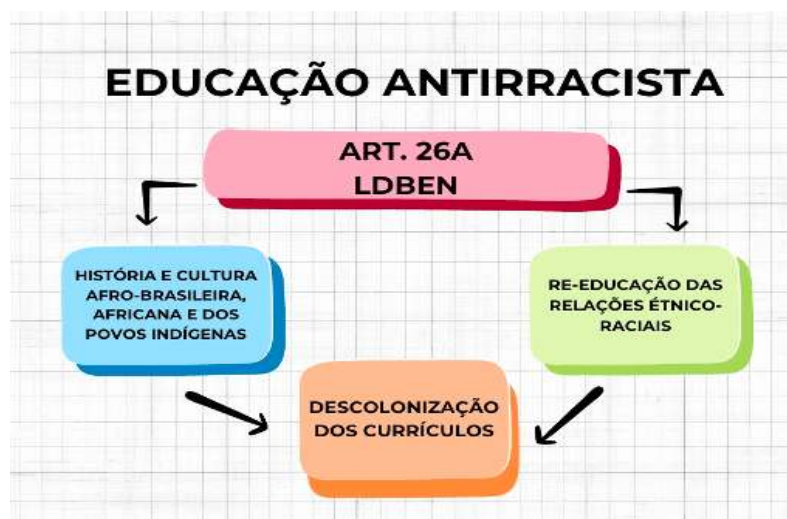 EDUCAÇÃO ANTIRRACISTA
ART. 26A
LDBEN
HISTÓRIA E CULTURA
AFRO-BRASILEIRA,
AFRICANA E DOS
POVOS INDÍGENAS
RE-EDUCAÇÃO DAS
RELAÇÕES ÉTNICO-
RACIAIS
DESCOLONIZAÇÃO
DOS CURRÍCULOS